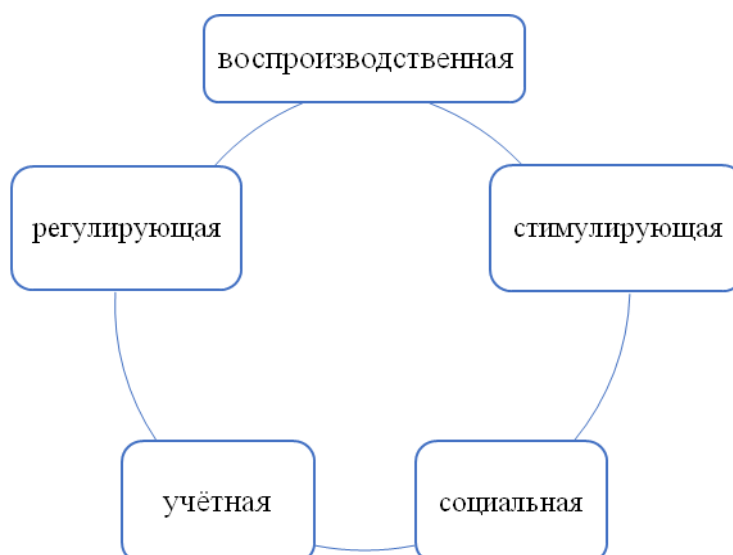 воспроизводственная
регулирующая
стимулирующая
учётная
социальная